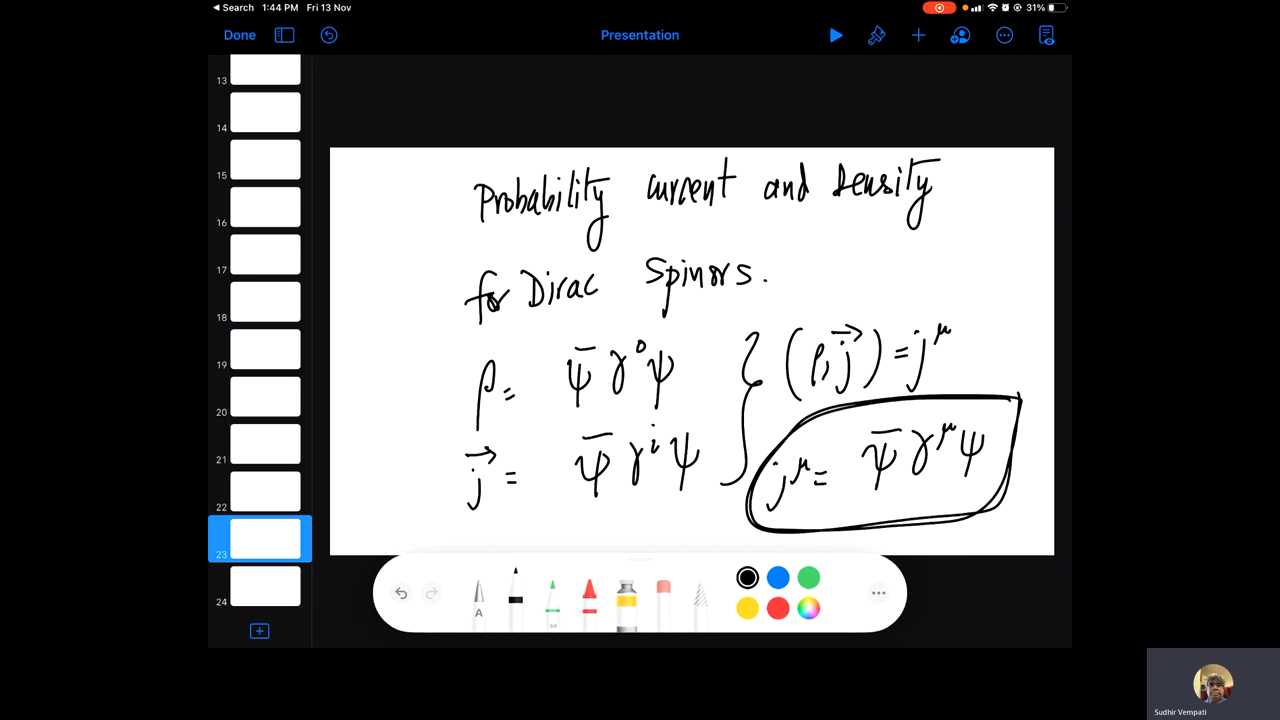 Search 1:44 PM Fri 13 Nov 31%
Done Presentation
13
14
15
16
17
18
19
20
21
22
23
24
Probability current and Density
for Dirac Spinors.
ρ = ψ̄ γ⁰ ψ
(ρ, j⃗) = j^μ
j⃗ = ψ̄ γ^i ψ
j^μ = ψ̄ γ^μ ψ
A
Sudhir Vempati